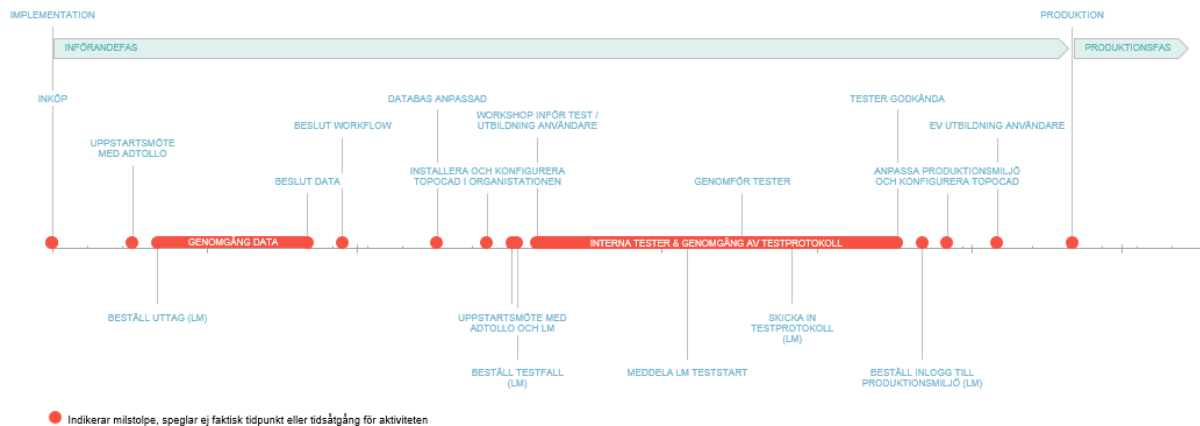 IMPLEMENTATION
PRODUKTION
INFÖRANDEFAS
PRODUKTIONSFAS
INKÖP
DATABAS ANPASSAD
TESTER GODKÄNDA
WORKSHOP INFÖR TEST /
UTBILDNING ANVÄNDARE
BESLUT WORKFLOW
EV UTBILDNING ANVÄNDARE
UPPSTARTSMÖTE
MED ADTOLLO
INSTALLERA OCH KONFIGURERA
TOPOCAD I ORGANISTATIONEN
ANPASSA PRODUKTIONSMILJÖ
OCH KONFIGURERA TOPOCAD
BESLUT DATA
GENOMFÖR TESTER
GENOMGÅNG DATA
INTERNA TESTER & GENOMGÅNG AV TESTPROTOKOLL
BESTÄLL UTTAG (LM)
UPPSTARTSMÖTE MED
ADTOLLO OCH LM
SKICKA IN
TESTPROTOKOLL
(LM)
BESTÄLL TESTFALL
(LM)
MEDDELA LM TESTSTART
BESTÄLL INLOGG TILL
PRODUKTIONSMILJÖ (LM)
Indikerar milstolpe, speglar ej faktisk tidpunkt eller tidsåtgång för aktiviteten